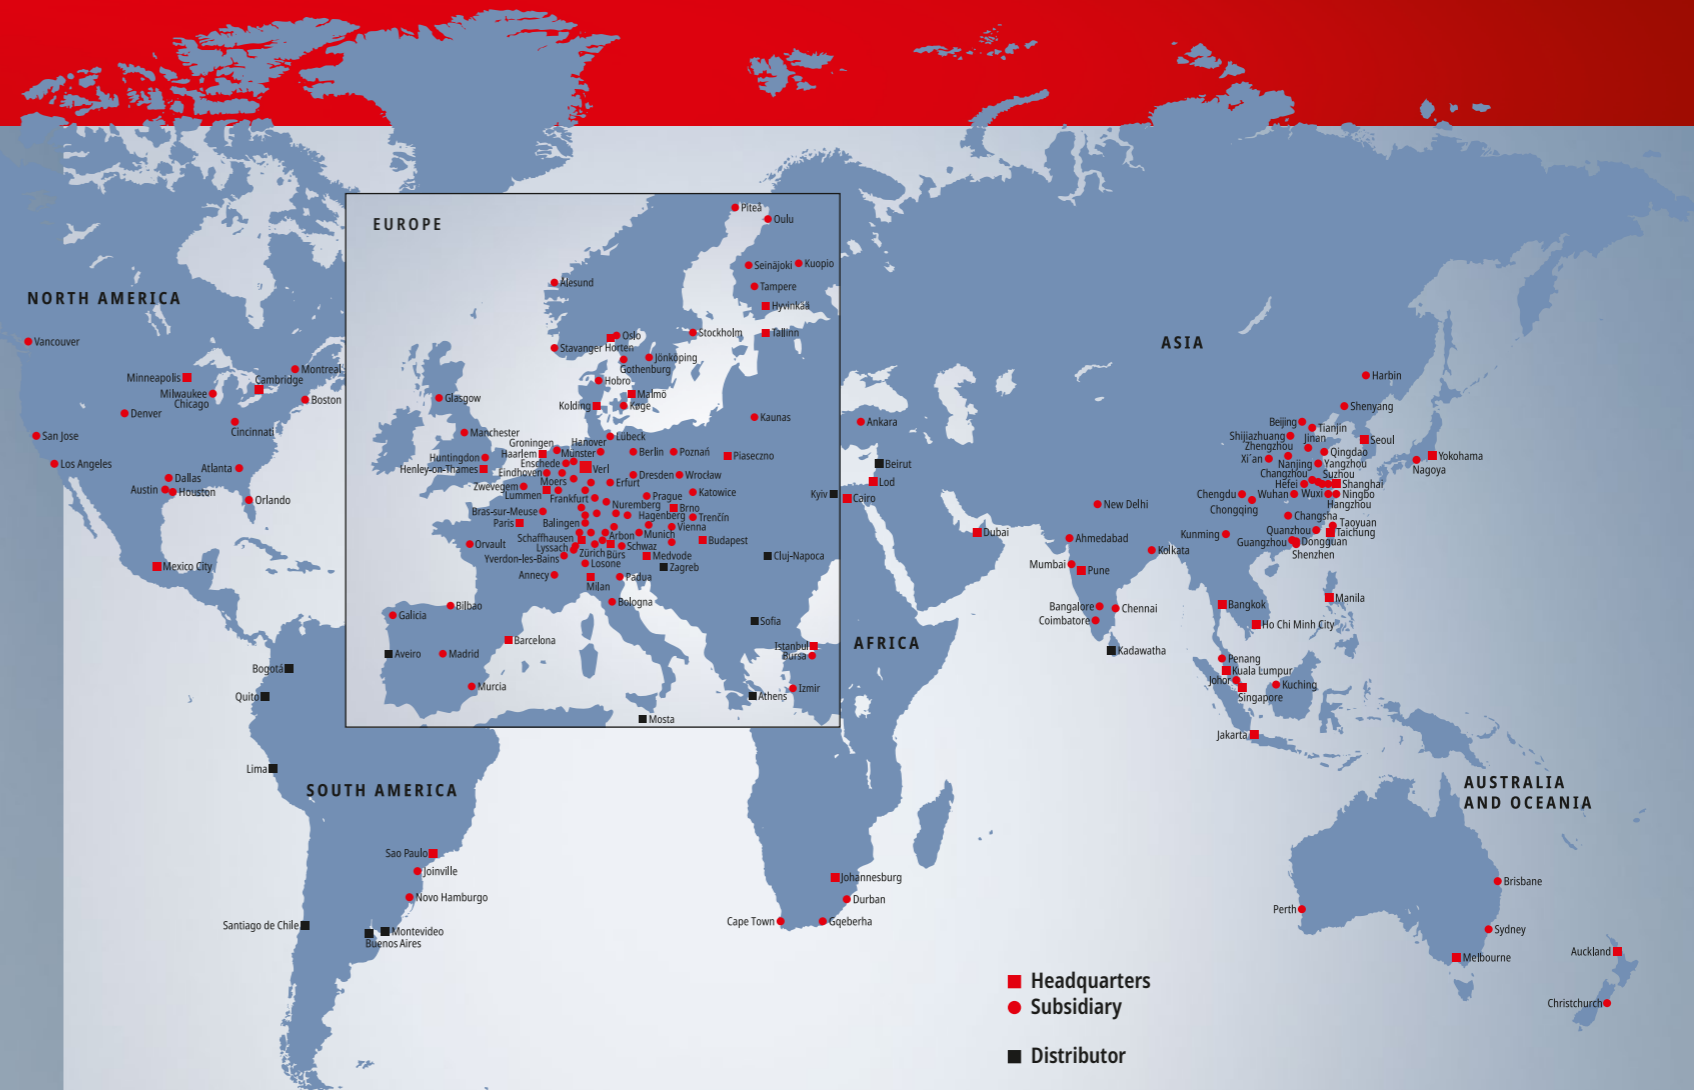 EUROPE
Piteå
Oulu
Seinäjoki
Kuopio
Ålesund
Tampere
Hyvinkää
Oslo
Stockholm
Tallinn
Stavanger
Horten
Jönköping
Gothenburg
Hobro
Malmö
Kolding
Køge
Glasgow
Kaunas
Manchester
Groningen
Hanover
Lübeck
Haarlem
Münster
Berlin
Poznań
Piaseczno
Huntingdon
Enschede
Verl
Henley-on-Thames
Eindhoven
Moers
Dresden
Wrocław
Zwevegem
Erfurt
Lummen
Frankfurt
Prague
Katowice
Kyiv
Bras-sur-Meuse
Nuremberg
Brno
Paris
Balingen
Hagenberg
Trenčín
Vienna
Schaffhausen
Arbon
Munich
Orvault
Lyssach
Zürich
Bürs
Schwaz
Budapest
Yverdon-les-Bains
Losone
Medvode
Cluj-Napoca
Zagreb
Annecy
Milan
Padua
Bilbao
Bologna
Galicia
Sofia
Barcelona
Istanbul
Bursa
Aveiro
Madrid
Murcia
Izmir
Athens
Mosta
NORTH AMERICA
Vancouver
Minneapolis
Montreal
Cambridge
Milwaukee
Chicago
Boston
Denver
Cincinnati
San Jose
Los Angeles
Atlanta
Dallas
Austin
Houston
Orlando
Mexico City
SOUTH AMERICA
Bogotá
Quito
Lima
Sao Paulo
Joinville
Novo Hamburgo
Santiago de Chile
Montevideo
Buenos Aires
AFRICA
Cairo
Johannesburg
Durban
Cape Town
Gqeberha
ASIA
Ankara
Beirut
Lod
Dubai
Harbin
Shenyang
Beijing
Tianjin
Shijiazhuang
Jinan
Seoul
Zhengzhou
Qingdao
Yokohama
Xi´an
Nanjing
Yangzhou
Nagoya
Changzhou
Suzhou
Hefei
Shanghai
Chengdu
Wuhan
Wuxi
Ningbo
Chongqing
Hangzhou
New Delhi
Changsha
Taoyuan
Kunming
Quanzhou
Taichung
Guangzhou
Dongguan
Shenzhen
Ahmedabad
Kolkata
Mumbai
Pune
Manila
Bangalore
Chennai
Bangkok
Coimbatore
Ho Chi Minh City
Kadawatha
Penang
Kuala Lumpur
Johor
Kuching
Singapore
Jakarta
AUSTRALIA
AND OCEANIA
Brisbane
Perth
Sydney
Melbourne
Auckland
Christchurch
Headquarters
Subsidiary
Distributor